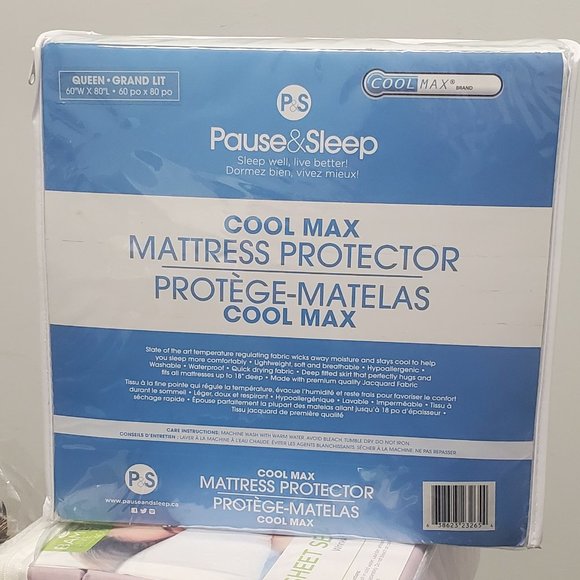 QUEEN • GRAND LIT
60"W X 80"L • 60 po x 80 po
COOLMAX® BRAND
P&S
Pause&Sleep
Sleep well, live better!
Dormez bien, vivez mieux!
COOL MAX
MATTRESS PROTECTOR
PROTÈGE-MATELAS
COOL MAX
State of the art temperature regulating fabric wicks away moisture and stays cool to help
you sleep more comfortably • Lightweight, soft and breathable • Hypoallergenic •
Washable • Waterproof • Quick drying fabric • Deep fitted skirt that perfectly hugs and
fits all mattresses up to 18" deep • Made with premium quality Jacquard Fabric
Tissu à la fine pointe qui régule la température, évacue l'humidité et reste frais pour favoriser le confort
durant le sommeil • Léger, doux et respirant • Hypoallergénique • Lavable • Imperméable • Tissu à
séchage rapide • Épouse parfaitement la plupart des matelas allant jusqu'à 18 po d'épaisseur •
Tissu jacquard de première qualité
CARE INSTRUCTIONS: MACHINE WASH WITH WARM WATER. AVOID BLEACH. TUMBLE DRY. DO NOT IRON.
CONSEILS D'ENTRETIEN : LAVER À LA MACHINE À L'EAU CHAUDE. ÉVITER LES AGENTS BLANCHISSANTS. SÉCHER À LA MACHINE. NE PAS REPASSER.
P&S
www.pauseandsleep.ca
COOL MAX
MATTRESS PROTECTOR
PROTÈGE-MATELAS
COOL MAX
58623 23265
SHEET SE